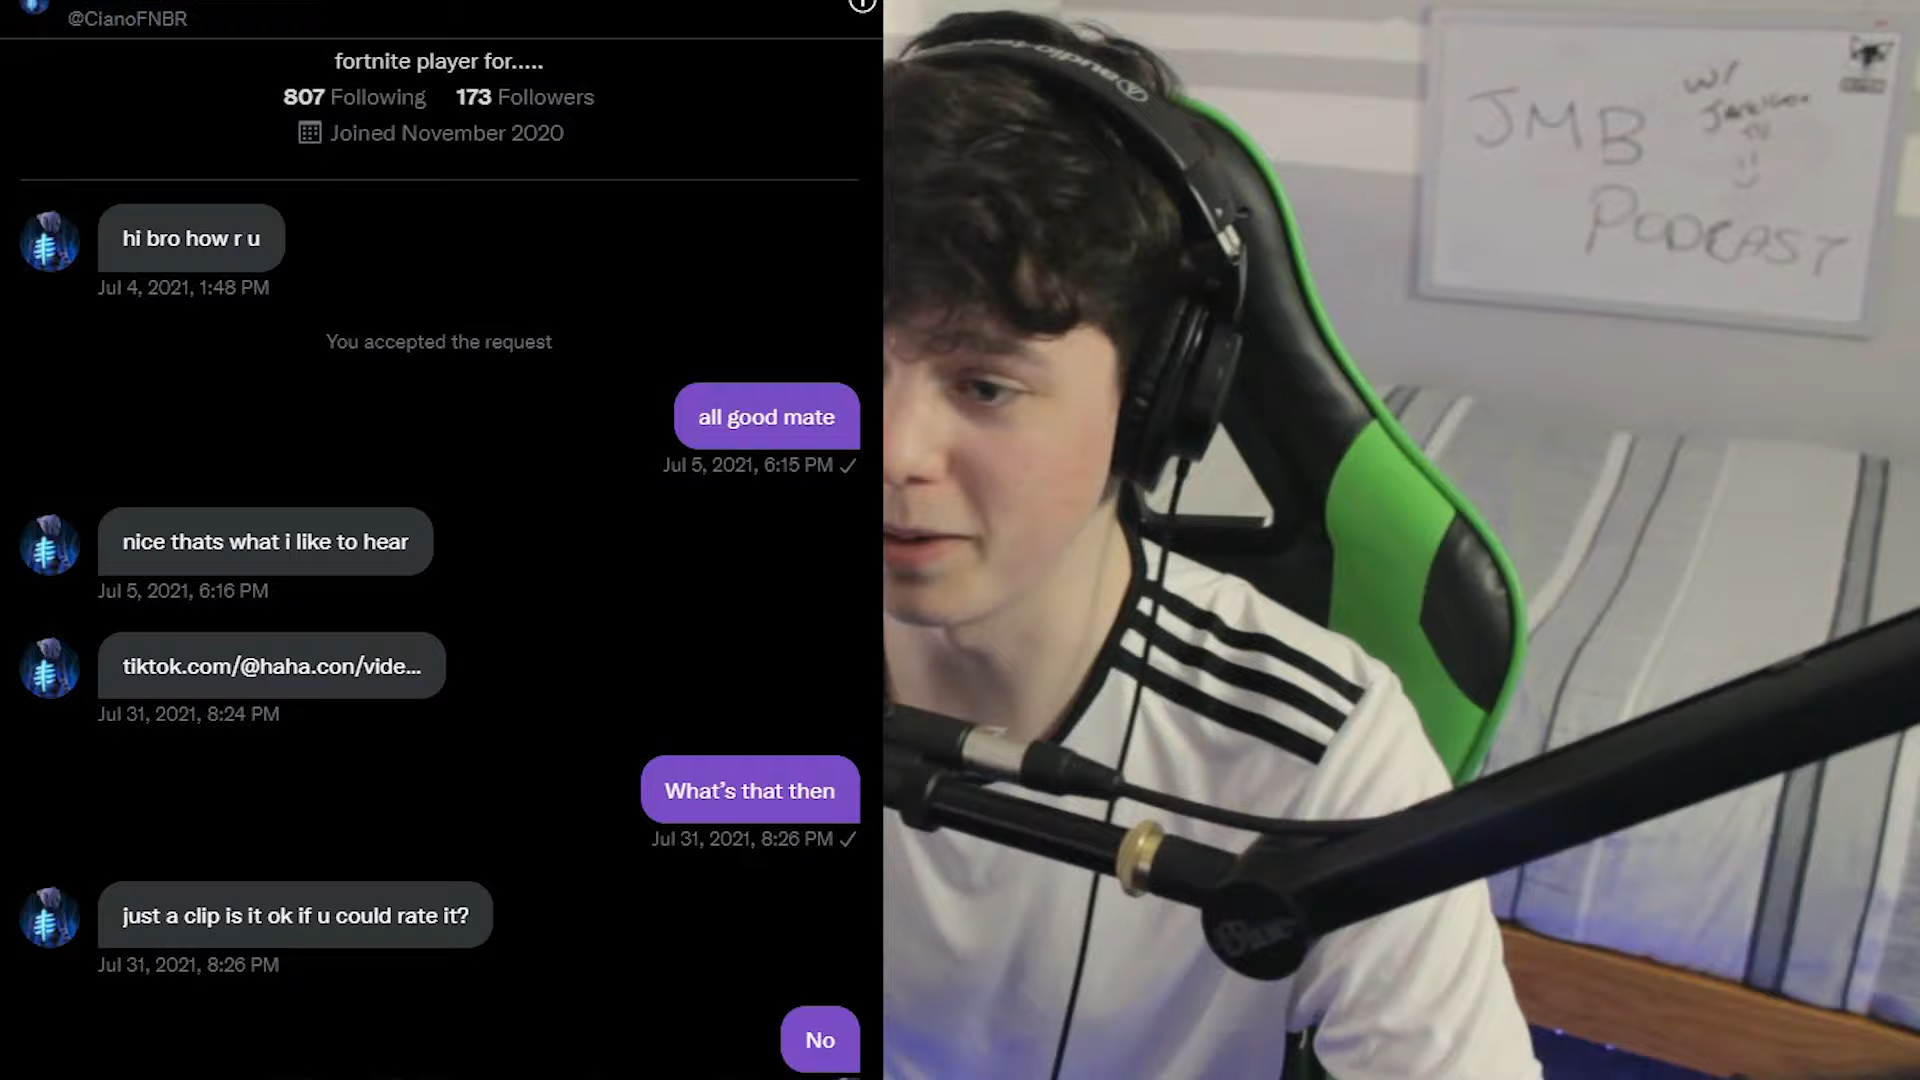 @CianoFNBR
fortnite player for.....
807 Following 173 Followers
Joined November 2020
hi bro how r u
Jul 4, 2021, 1:48 PM
You accepted the request
all good mate
Jul 5, 2021, 6:15 PM
nice thats what i like to hear
Jul 5, 2021, 6:16 PM
tiktok.com/@haha.con/vide...
Jul 31, 2021, 8:24 PM
What's that then
Jul 31, 2021, 8:26 PM
just a clip is it ok if u could rate it?
Jul 31, 2021, 8:26 PM
No
audio-technica
JMB
W/
PODCAST
Blue